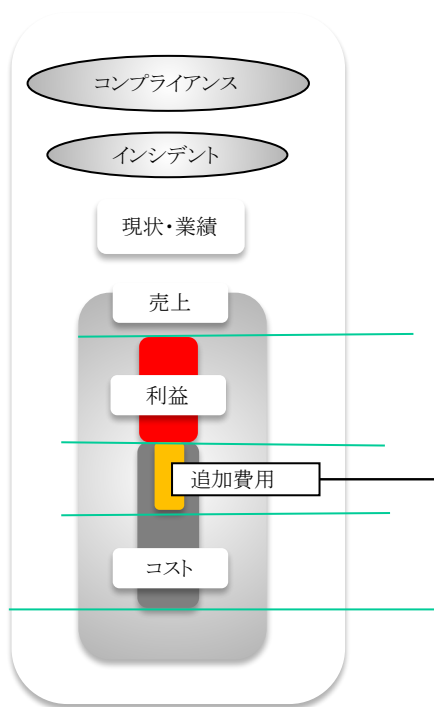 コンプライアンス
インシデント
現状・業績
売上
利益
追加費用
コスト